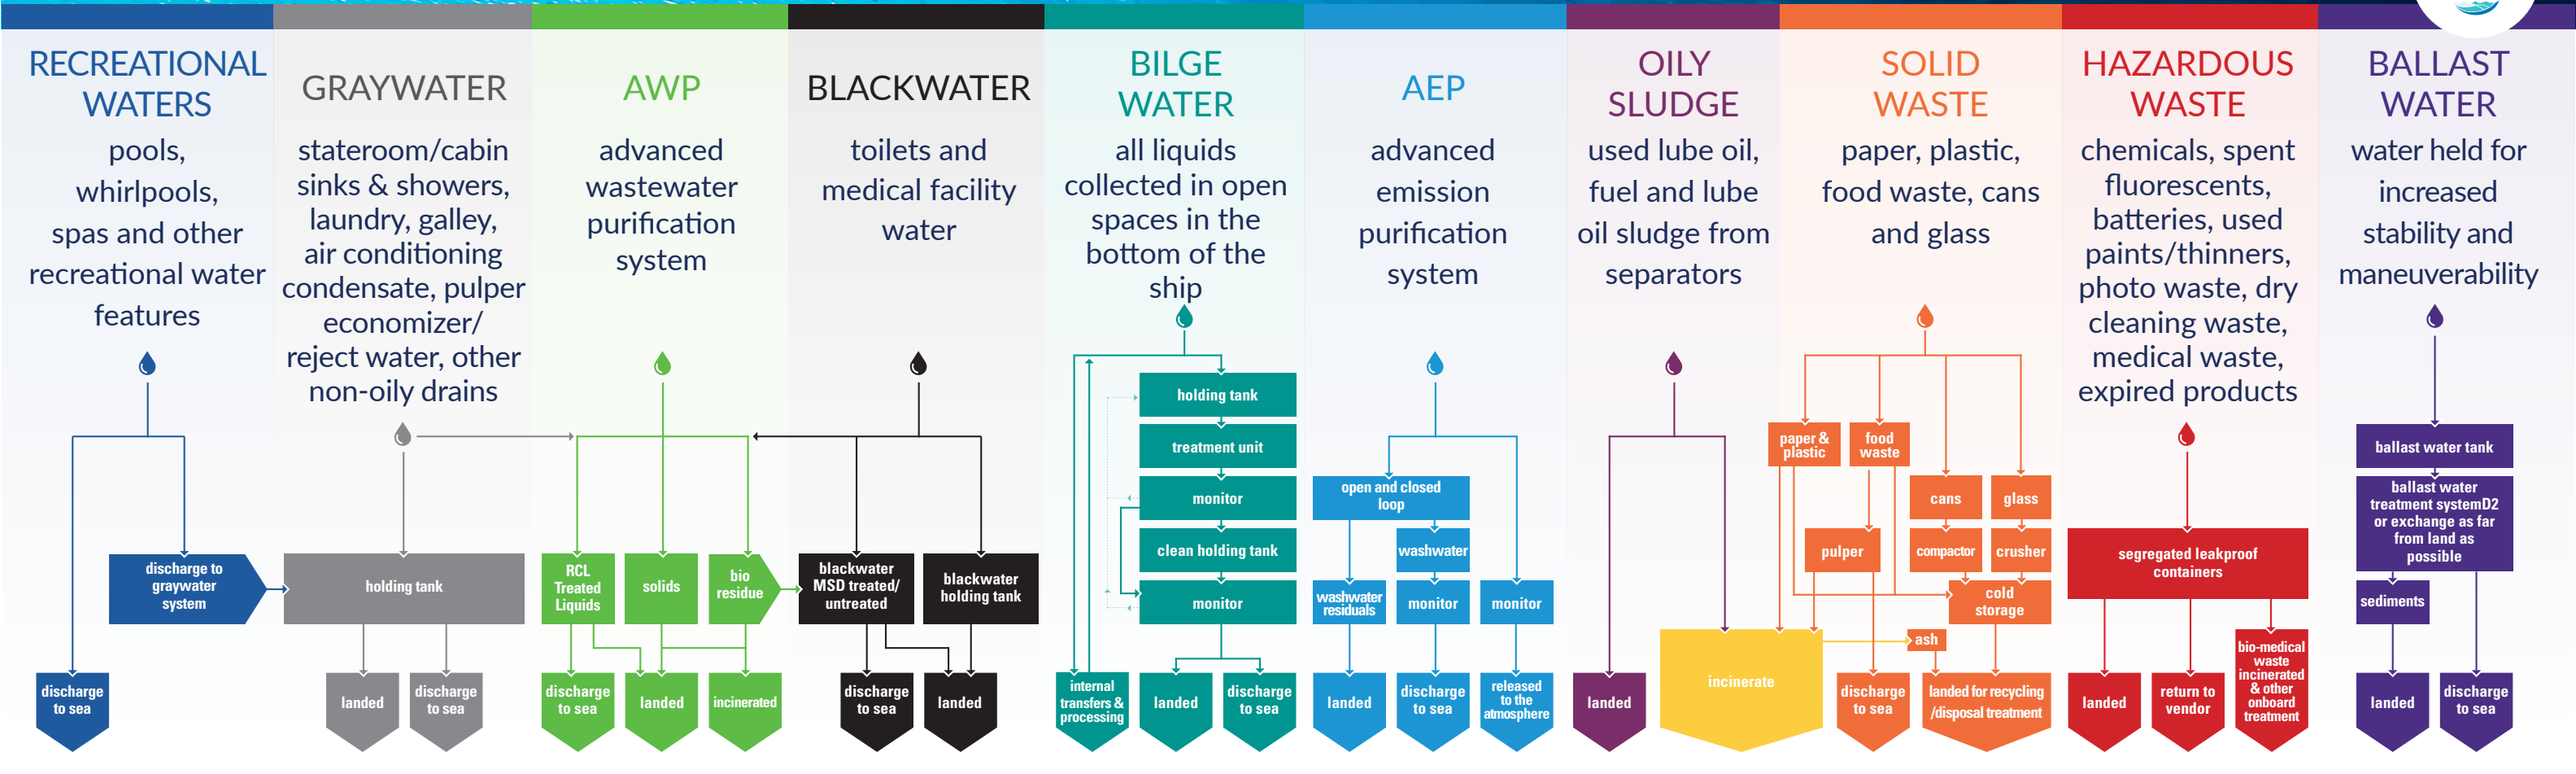 RECREATIONAL
WATERS
pools,
whirlpools,
spas and other
recreational water
features
discharge to
graywater
system
discharge
to sea
GRAYWATER
stateroom/cabin
sinks & showers,
laundry, galley,
air conditioning
condensate, pulper
economizer/
reject water, other
non-oily drains
holding tank
landed
discharge
to sea
AWP
advanced
wastewater
purification
system
RCL
Treated
Liquids
solids
bio
residue
discharge
to sea
landed
incinerated
BLACKWATER
toilets and
medical facility
water
blackwater
MSD treated/
untreated
blackwater
holding tank
discharge
to sea
landed
BILGE
WATER
all liquids
collected in open
spaces in the
bottom of the
ship
holding tank
treatment unit
monitor
clean holding tank
monitor
internal
transfers &
processing
landed
discharge
to sea
AEP
advanced
emission
purification
system
open and closed
loop
washwater
washwater
residuals
monitor
monitor
landed
discharge
to sea
released
to the
atmosphere
OILY
SLUDGE
used lube oil,
fuel and lube
oil sludge from
separators
landed
incinerate
SOLID
WASTE
paper, plastic,
food waste, cans
and glass
paper &
plastic
food
waste
cans
glass
pulper
compactor
crusher
cold
storage
ash
discharge
to sea
landed for recycling
/disposal treatment
HAZARDOUS
WASTE
chemicals, spent
fluorescents,
batteries, used
paints/thinners,
photo waste, dry
cleaning waste,
medical waste,
expired products
segregated leakproof
containers
landed
return to
vendor
bio-medical
waste
incinerated
& other
onboard
treatment
BALLAST
WATER
water held for
increased
stability and
maneuverability
ballast water tank
ballast water
treatment systemD2
or exchange as far
from land as
possible
sediments
landed
discharge
to sea